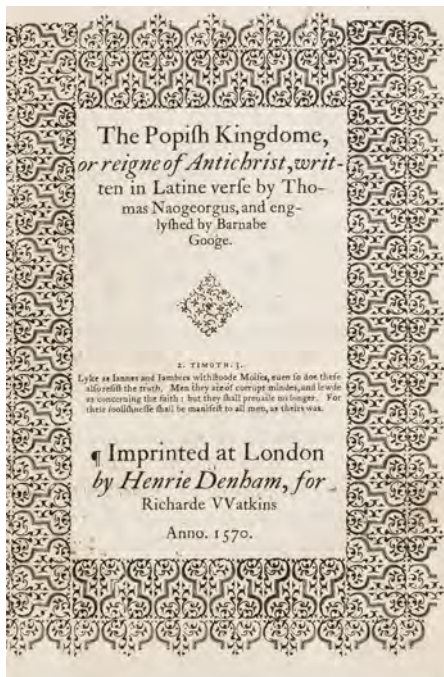 The Popiſh Kingdome,
or reigne of Antichriſt, writ-
ten in Latine verſe by Tho-
mas Naogeorgus, and eng-
lyſhed by Barnabe
Googe.
2. TIMOTH. 3.
Lyke as Iannes and Iambres withſtoode Moiſes, euen ſo doe theſe
alſo reſiſt the truth. Men they are of corrupt mindes, and lewde
as concerning the faith : but they ſhall preuaile no longer. For
their fooliſhneſſe ſhall be manifeſt to all men, as theirs was.
¶ Imprinted at London
by Henrie Denham, for
Richarde VVatkins
Anno. 1570.